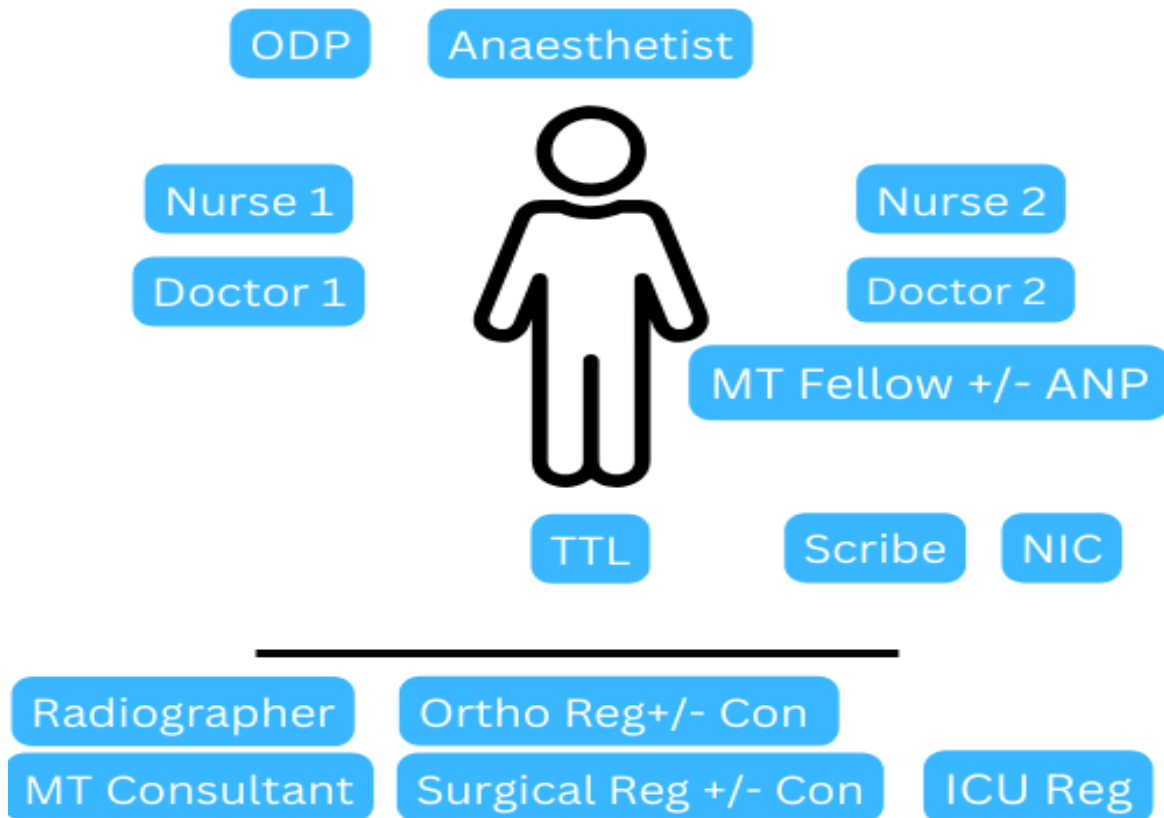 ODP Anaesthetist
Nurse 1 Nurse 2
Doctor 1 Doctor 2
MT Fellow +/- ANP
TTL Scribe NIC
Radiographer Ortho Reg+/- Con
MT Consultant Surgical Reg +/- Con ICU Reg